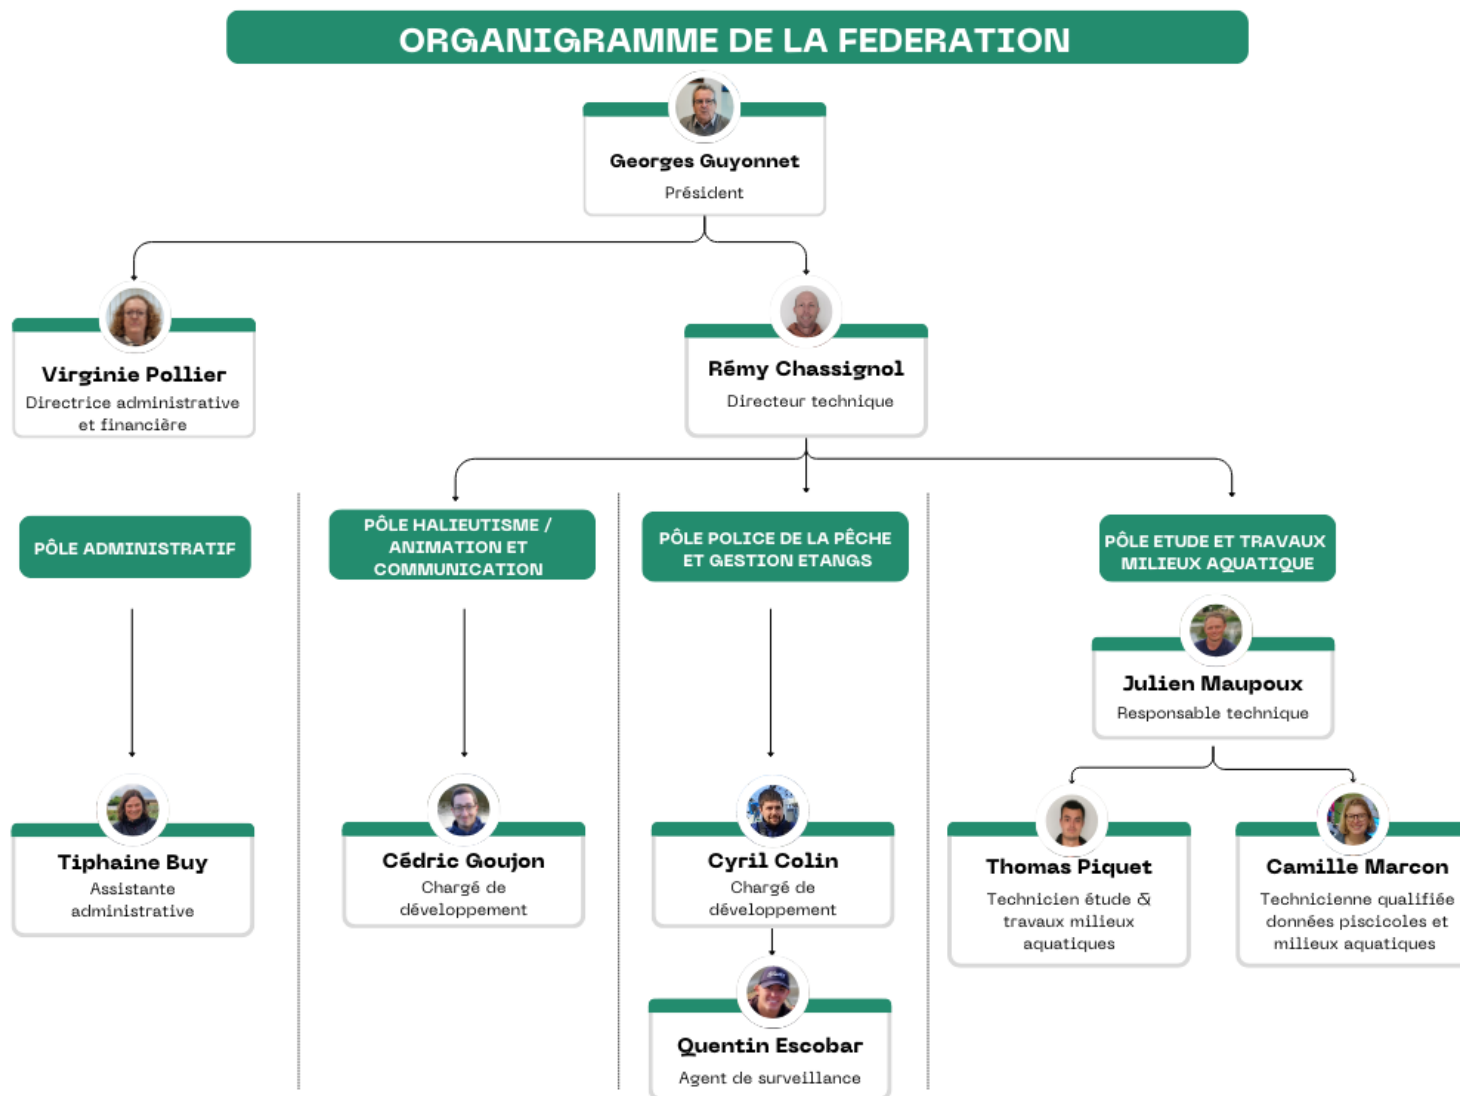 ORGANIGRAMME DE LA FEDERATION
Georges Guyonnet
Président
Virginie Pollier
Directrice administrative
et financière
Rémy Chassignol
Directeur technique
PÔLE ADMINISTRATIF
PÔLE HALIEUTISME /
ANIMATION ET
COMMUNICATION
PÔLE POLICE DE LA PÊCHE
ET GESTION ETANGS
PÔLE ETUDE ET TRAVAUX
MILIEUX AQUATIQUE
Julien Maupoux
Responsable technique
Tiphaine Buy
Assistante
administrative
Cédric Goujon
Chargé de
développement
Cyril Colin
Chargé de
développement
Thomas Piquet
Technicien étude &
travaux milieux
aquatiques
Camille Marcon
Technicienne qualifiée
données piscicoles et
milieux aquatiques
Quentin Escobar
Agent de surveillance